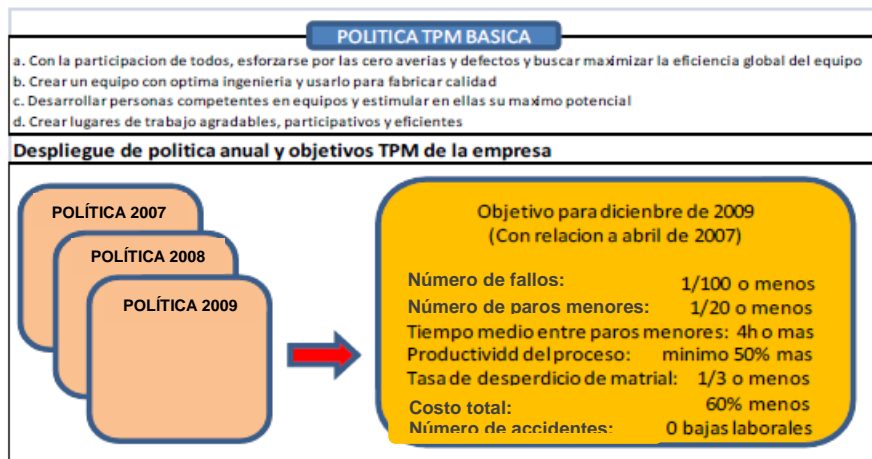 POLITICA TPM BASICA
a. Con la participacion de todos, esforzarse por las cero averias y defectos y buscar maximizar la eficiencia global del equipo
b. Crear un equipo con optima ingenieria y usarlo para fabricar calidad
c. Desarrollar personas competentes en equipos y estimular en ellas su maximo potencial
d. Crear lugares de trabajo agradables, participativos y eficientes
Despliegue de politica anual y objetivos TPM de la empresa
POLÍTICA 2007
POLÍTICA 2008
POLÍTICA 2009
Objetivo para dicienbre de 2009
(Con relacion a abril de 2007)
Número de fallos: 1/100 o menos
Número de paros menores: 1/20 o menos
Tiempo medio entre paros menores: 4h o mas
Productividd del proceso: minimo 50% mas
Tasa de desperdicio de matrial: 1/3 o menos
Costo total: 60% menos
Número de accidentes: 0 bajas laborales